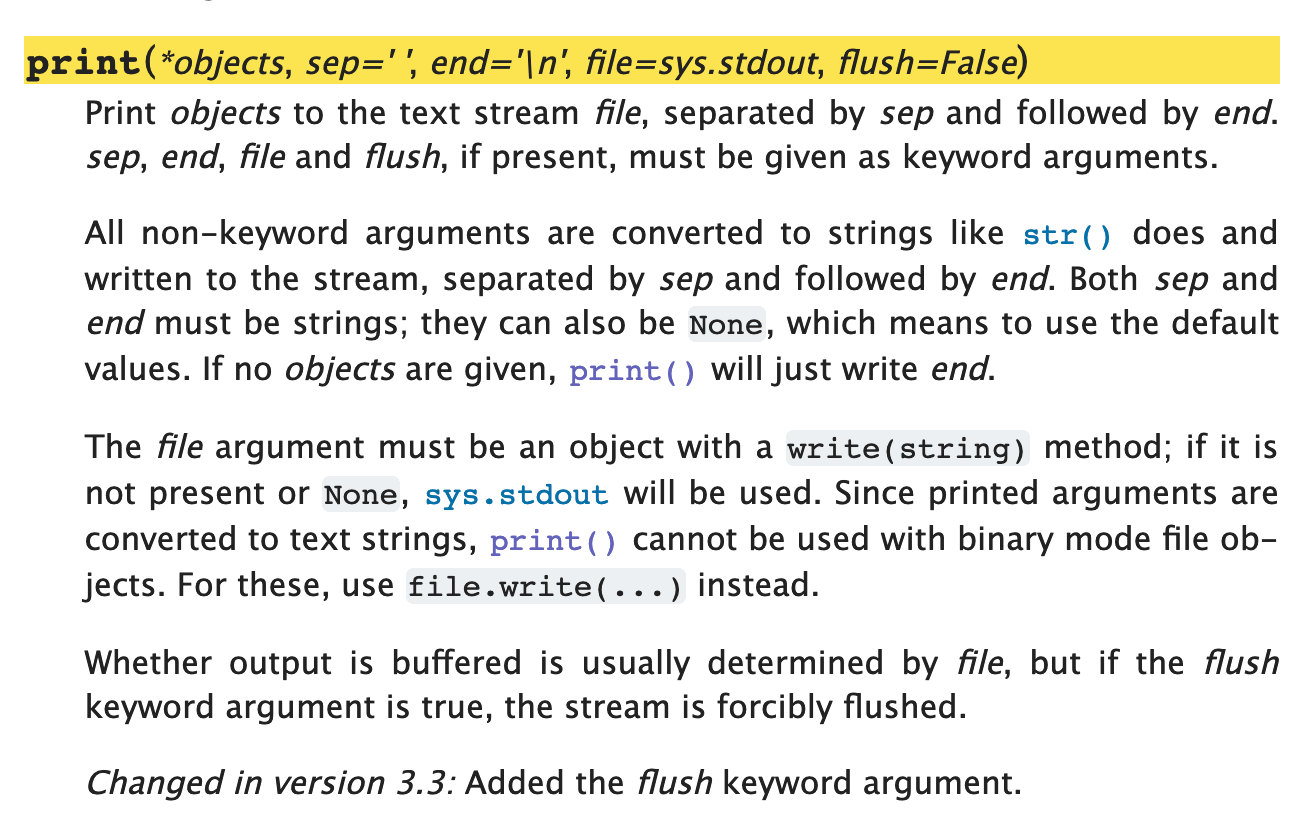 print(*objects, sep=' ', end='\n', file=sys.stdout, flush=False)
Print objects to the text stream file, separated by sep and followed by end.
sep, end, file and flush, if present, must be given as keyword arguments.
All non-keyword arguments are converted to strings like str() does and
written to the stream, separated by sep and followed by end. Both sep and
end must be strings; they can also be None, which means to use the default
values. If no objects are given, print() will just write end.
The file argument must be an object with a write(string) method; if it is
not present or None, sys.stdout will be used. Since printed arguments are
converted to text strings, print() cannot be used with binary mode file ob-
jects. For these, use file.write(...) instead.
Whether output is buffered is usually determined by file, but if the flush
keyword argument is true, the stream is forcibly flushed.
Changed in version 3.3: Added the flush keyword argument.